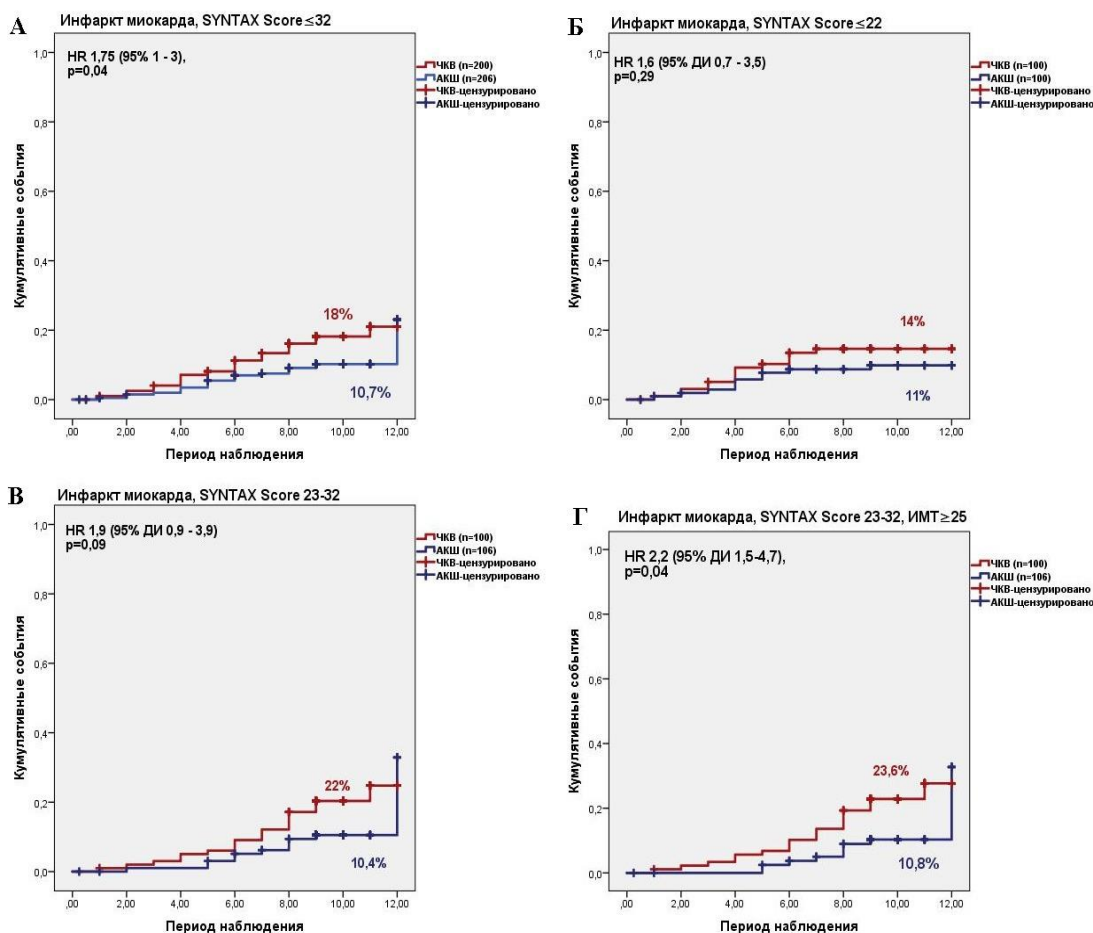 А
Инфаркт миокарда, SYNTAX Score≤32
HR 1,75 (95% 1 - 3),
p=0,04
ЧКВ (n=200)
АКШ (n=206)
ЧКВ-цензурировано
АКШ-цензурировано
Кумулятивные события
1,0
0,8
0,6
0,4
0,2
0,0
18%
10,7%
,00 2,00 4,00 6,00 8,00 10,00 12,00
Период наблюдения
Б
Инфаркт миокарда, SYNTAX Score≤22
HR 1,6 (95% ДИ 0,7 - 3,5)
p=0,29
ЧКВ (n=100)
АКШ (n=100)
ЧКВ-цензурировано
АКШ-цензурировано
Кумулятивные события
1,0
0,8
0,6
0,4
0,2
0,0
14%
11%
,00 2,00 4,00 6,00 8,00 10,00 12,00
Период наблюдения
В
Инфаркт миокарда, SYNTAX Score 23-32
HR 1,9 (95% ДИ 0,9 - 3,9)
p=0,09
ЧКВ (n=100)
АКШ (n=106)
ЧКВ-цензурировано
АКШ-цензурировано
Кумулятивные события
1,0
0,8
0,6
0,4
0,2
0,0
22%
10,4%
,00 2,00 4,00 6,00 8,00 10,00 12,00
Период наблюдения
Г
Инфаркт миокарда, SYNTAX Score 23-32, ИМТ≥25
HR 2,2 (95% ДИ 1,5-4,7),
p=0,04
ЧКВ (n=100)
АКШ (n=106)
ЧКВ-цензурировано
АКШ-цензурировано
Кумулятивные события
1,0
0,8
0,6
0,4
0,2
0,0
23,6%
10,8%
,00 2,00 4,00 6,00 8,00 10,00 12,00
Период наблюдения